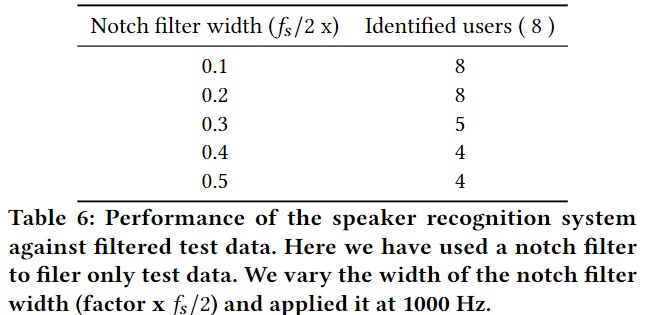 Notch filter width (fs/2 x) Identified users ( 8 )
0.1 8
0.2 8
0.3 5
0.4 4
0.5 4
Table 6: Performance of the speaker recognition system
against filtered test data. Here we have used a notch filter
to filer only test data. We vary the width of the notch filter
width (factor x fs/2) and applied it at 1000 Hz.